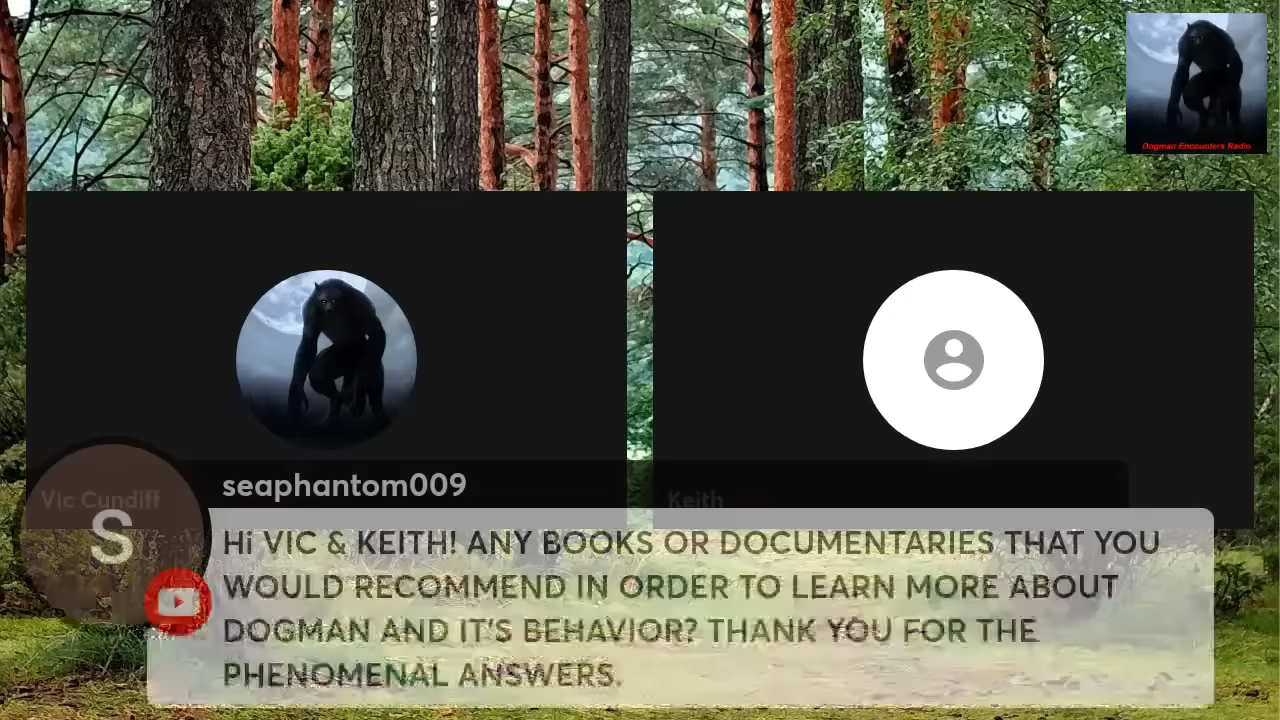 Dogman Encounters Radio
Vic Cundiff
Keith
S
seaphantom009
Hi VIC & KEITH! ANY BOOKS OR DOCUMENTARIES THAT YOU
WOULD RECOMMEND IN ORDER TO LEARN MORE ABOUT
DOGMAN AND IT'S BEHAVIOR? THANK YOU FOR THE
PHENOMENAL ANSWERS.